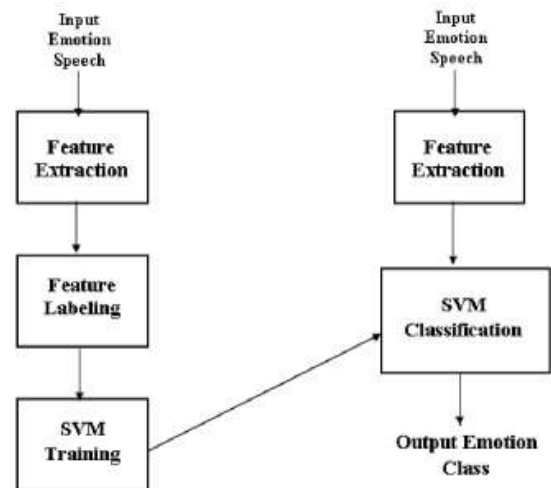 Input
Emotion
Speech
Feature
Extraction
Feature
Labeling
SVM
Training
Input
Emotion
Speech
Feature
Extraction
SVM
Classification
Output Emotion
Class